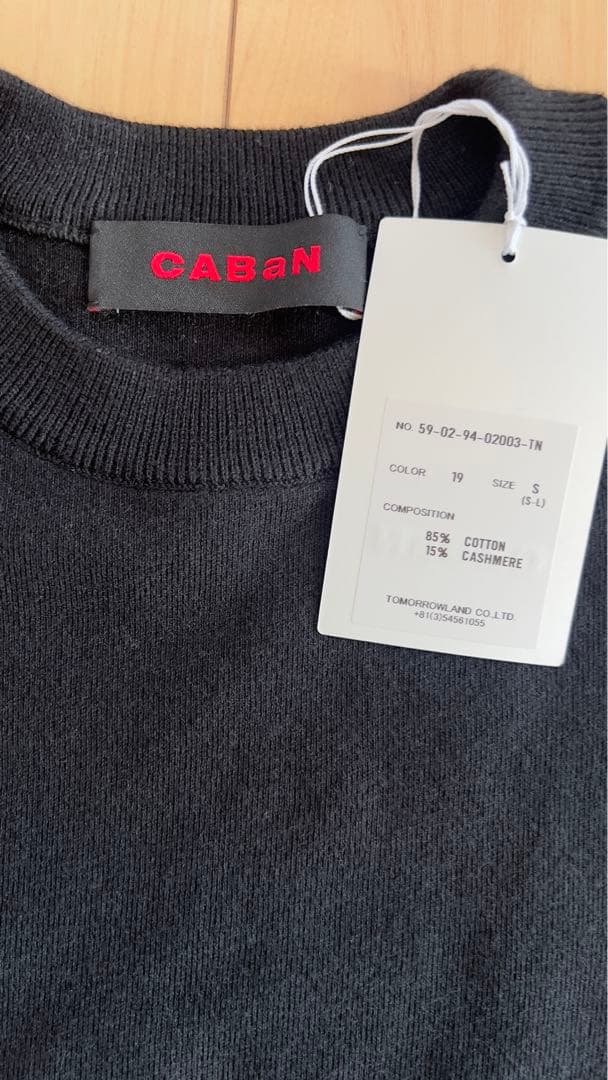 CABaN
NO. 59-02-94-02003-TN
COLOR 19 SIZE S
(S-L)
COMPOSITION
85% COTTON
15% CASHMERE
TOMORROWLAND CO.,LTD.
+81(3)54561055